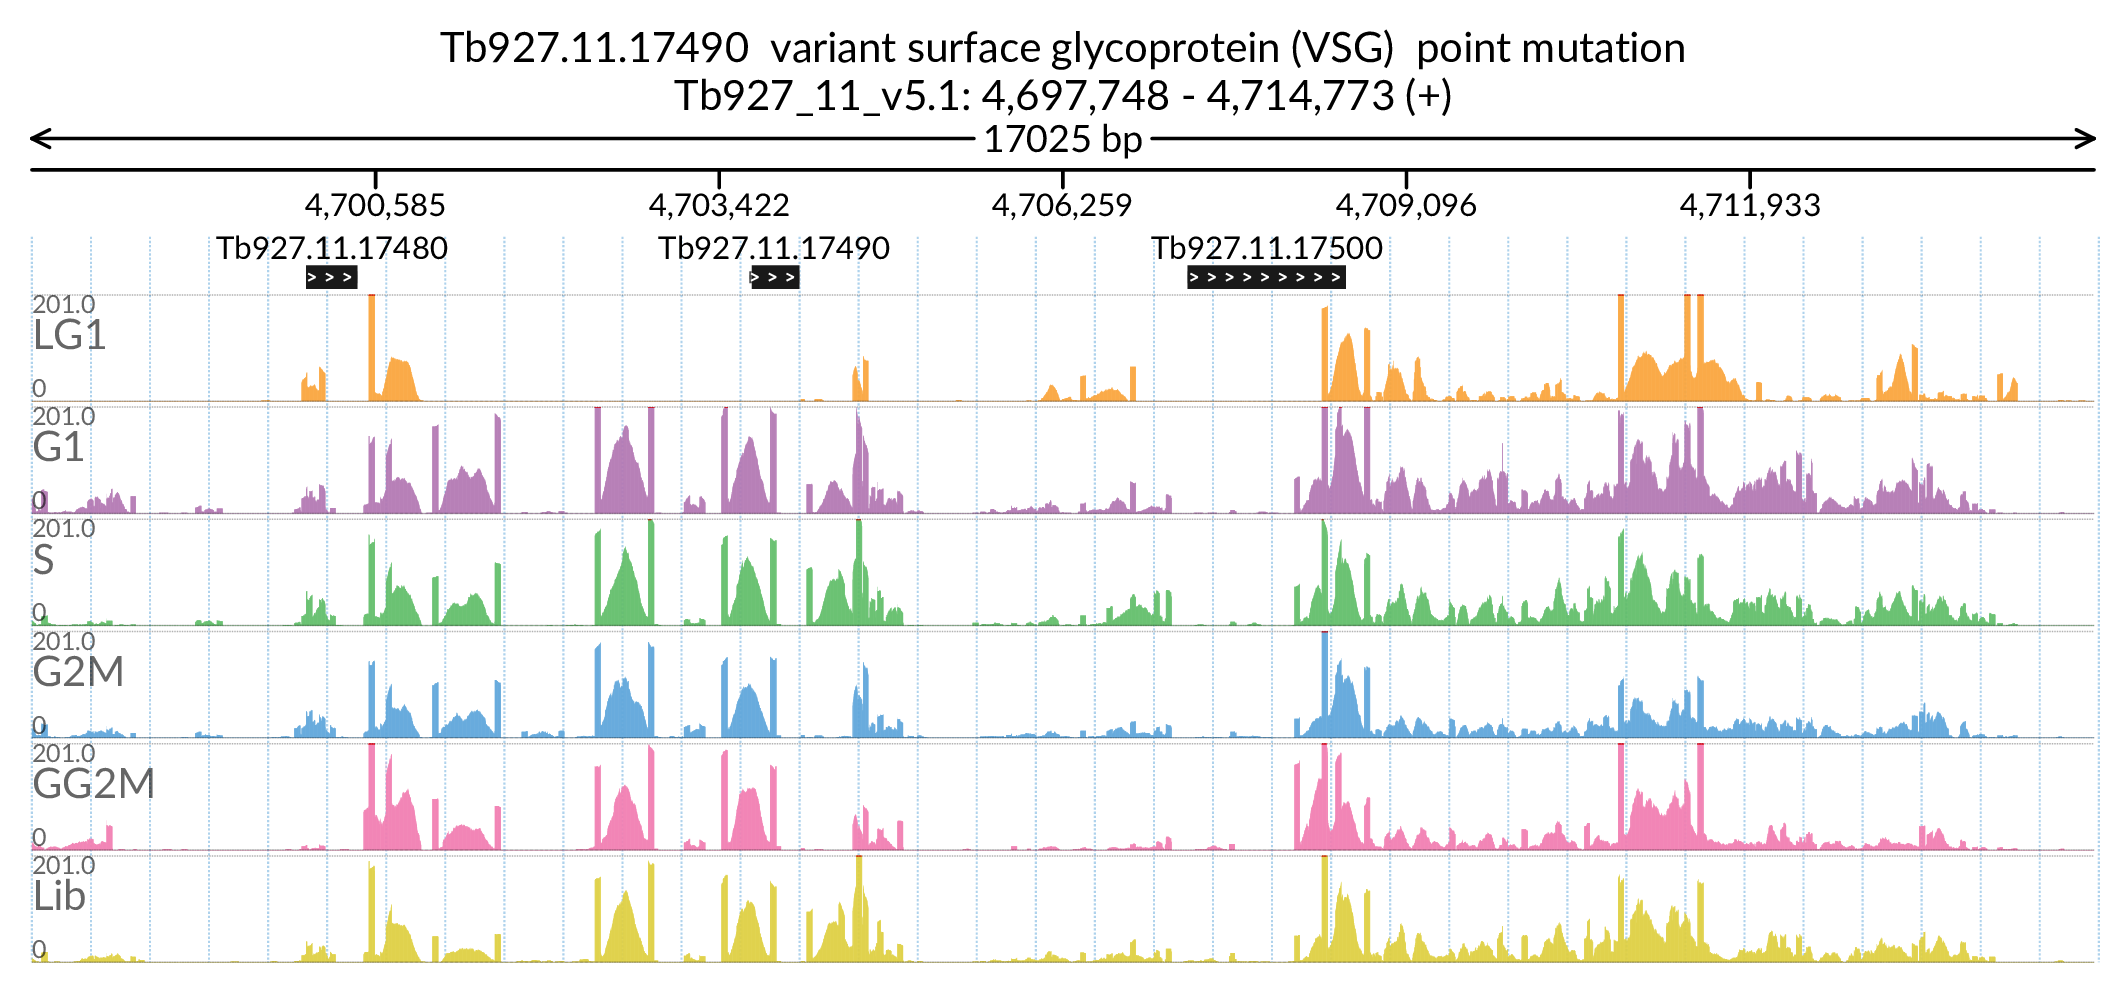 Tb927.11.17490 variant surface glycoprotein (VSG) point mutation
Tb927_11_v5.1: 4,697,748 - 4,714,773 (+)
17025 bp
4,700,585 4,703,422 4,706,259 4,709,096 4,711,933
Tb927.11.17480 Tb927.11.17490 Tb927.11.17500
201.0
LG1
0
201.0
G1
0
201.0
S
0
201.0
G2M
0
201.0
GG2M
0
201.0
Lib
0